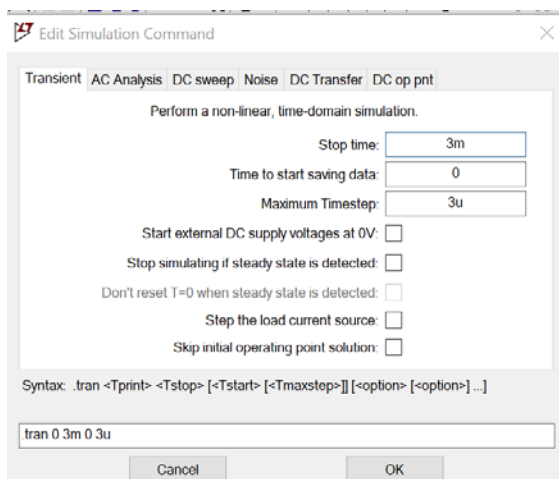 Edit Simulation Command
Transient AC Analysis DC sweep Noise DC Transfer DC op pnt
Perform a non-linear, time-domain simulation.
Stop time: 3m
Time to start saving data: 0
Maximum Timestep: 3u
Start external DC supply voltages at 0V:
Stop simulating if steady state is detected:
Don't reset T=0 when steady state is detected:
Step the load current source:
Skip initial operating point solution:
Syntax: .tran <Tprint> <Tstop> [<Tstart> [<Tmaxstep>]] [<option> [<option>] ...]
.tran 0 3m 0 3u
Cancel OK